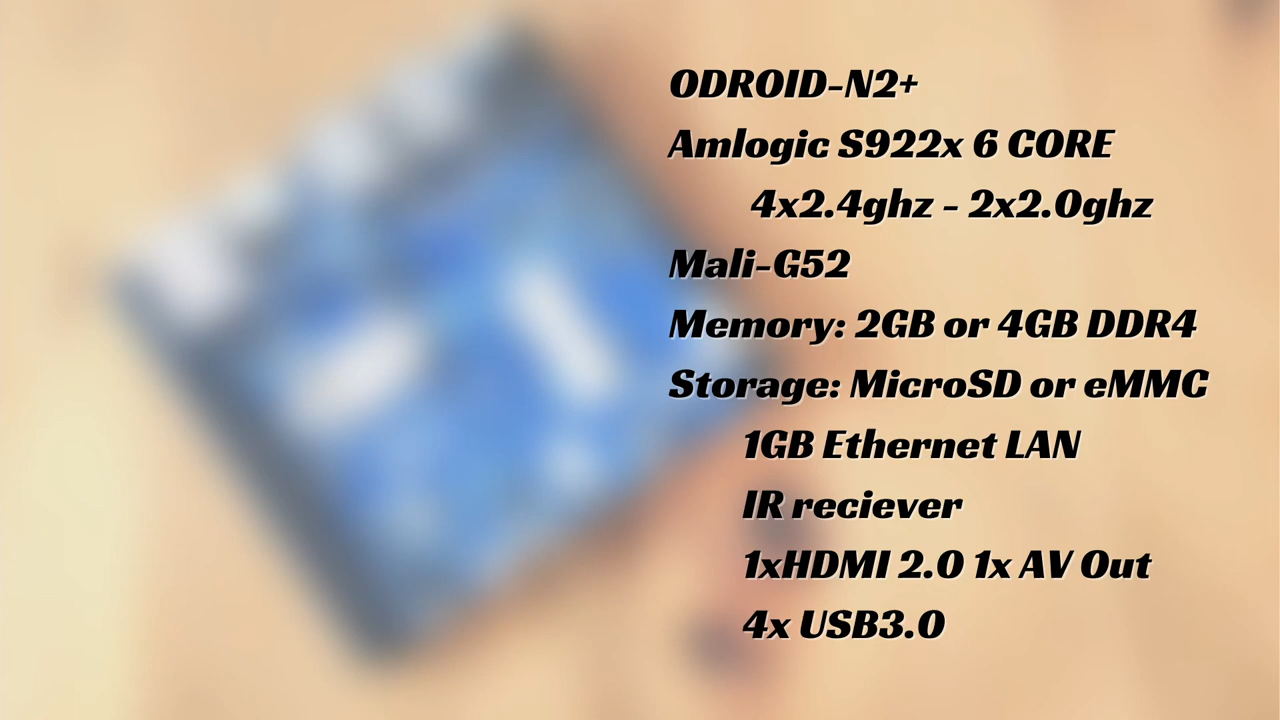 ODROID-N2+
Amlogic S922x 6 CORE
4x2.4ghz - 2x2.0ghz
Mali-G52
Memory: 2GB or 4GB DDR4
Storage: MicroSD or eMMC
1GB Ethernet LAN
IR reciever
1xHDMI 2.0 1x AV Out
4x USB3.0